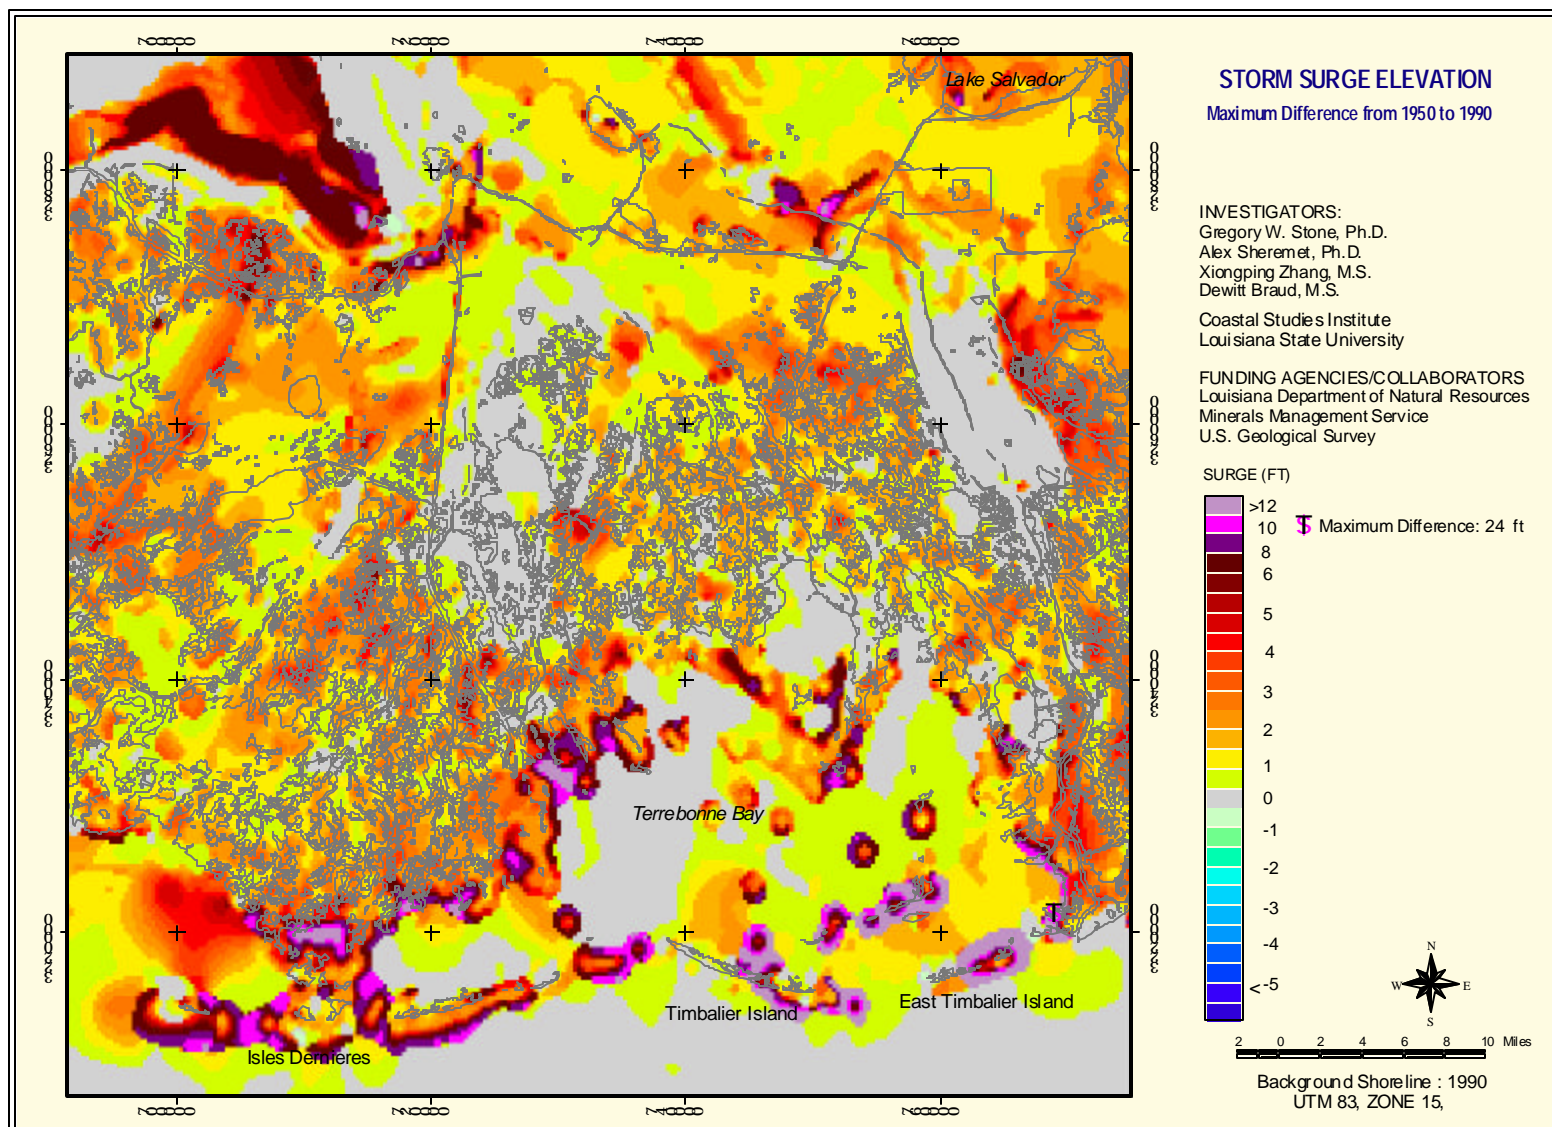 STORM SURGE ELEVATION
Maximum Difference from 1950 to 1990
INVESTIGATORS:
Gregory W. Stone, Ph.D.
Alex Sheremet, Ph.D.
Xiongping Zhang, M.S.
Dewitt Braud, M.S.
Coastal Studies Institute
Louisiana State University
FUNDING AGENCIES/COLLABORATORS
Louisiana Department of Natural Resources
Minerals Management Service
U.S. Geological Survey
SURGE (FT)
>12
10
8
6
5
4
3
2
1
0
-1
-2
-3
-4
< -5
Maximum Difference: 24 ft
Lake Salvador
Terrebonne Bay
T
Timbalier Island
East Timbalier Island
Isles Dernieres
N
W E
S
2 0 2 4 6 8 10 Miles
Background Shoreline : 1990
UTM 83, ZONE 15,